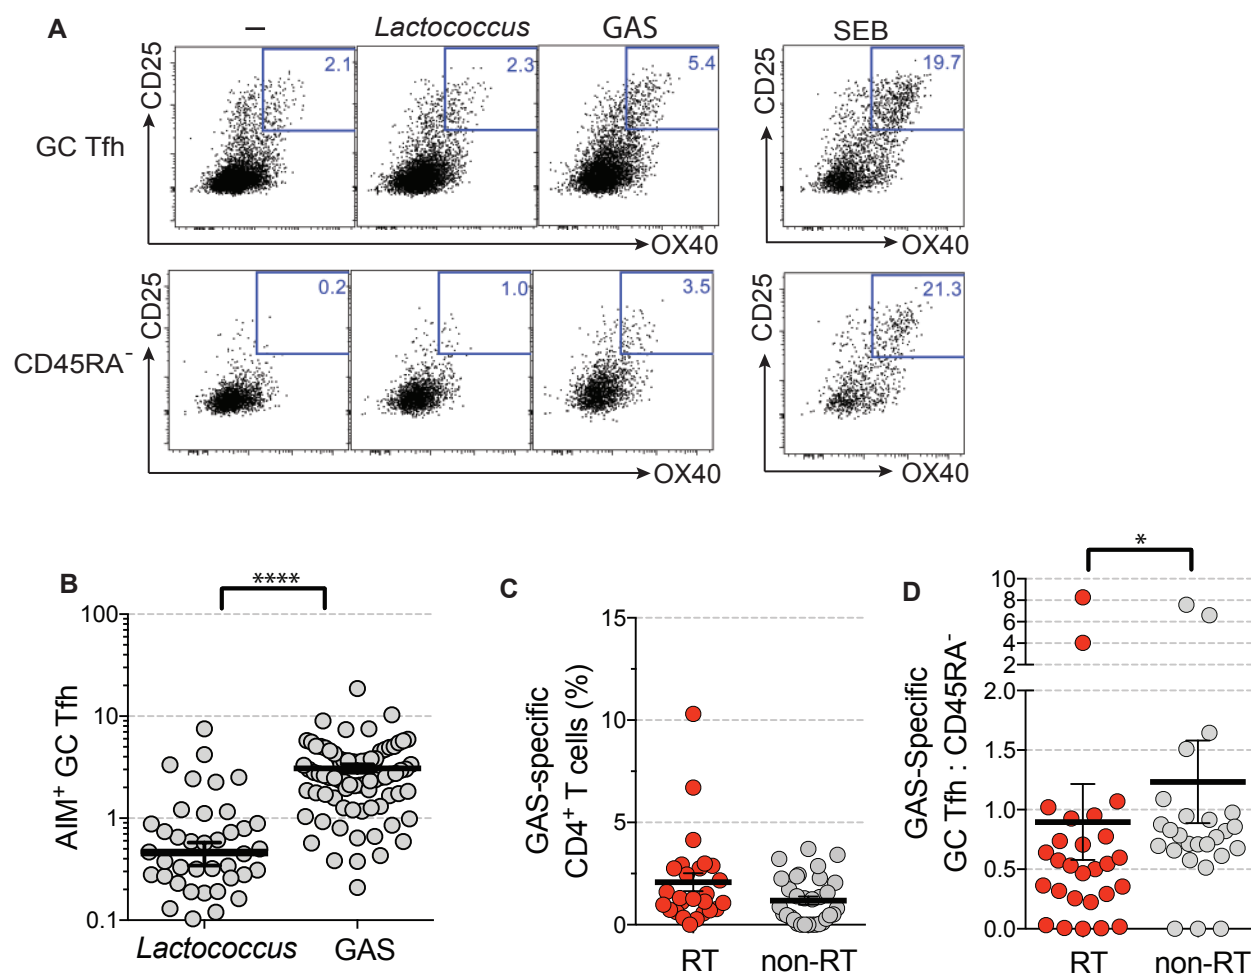 A
–
Lactococcus
GAS
SEB
CD25
2.1
2.3
5.4
CD25
19.7
GC Tfh
OX40
OX40
CD25
0.2
1.0
3.5
CD25
21.3
CD45RA-
OX40
OX40
B
****
AIM+ GC Tfh
100
10
1
0.1
Lactococcus
GAS
C
GAS-specific
CD4+ T cells (%)
15
10
5
0
RT
non-RT
D
*
GAS-Specific
GC Tfh : CD45RA-
10
8
6
4
2
2.0
1.5
1.0
0.5
0.0
RT
non-RT